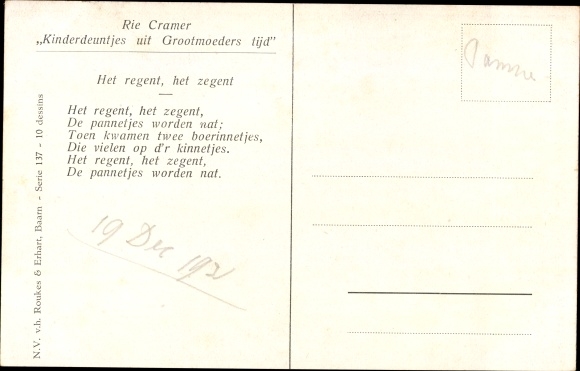 Rie Cramer
„Kinderdeuntjes uit Grootmoeders tijd”
Het regent, het zegent
Het regent, het zegent,
De pannetjes worden nat;
Toen kwamen twee boerinnetjes,
Die vielen op d'r kinnetjes.
Het regent, het zegent,
De pannetjes worden nat.
19 Dec
N.V. v.h. Roukes & Erhart, Baarn - Serie 137 - 10 dessins